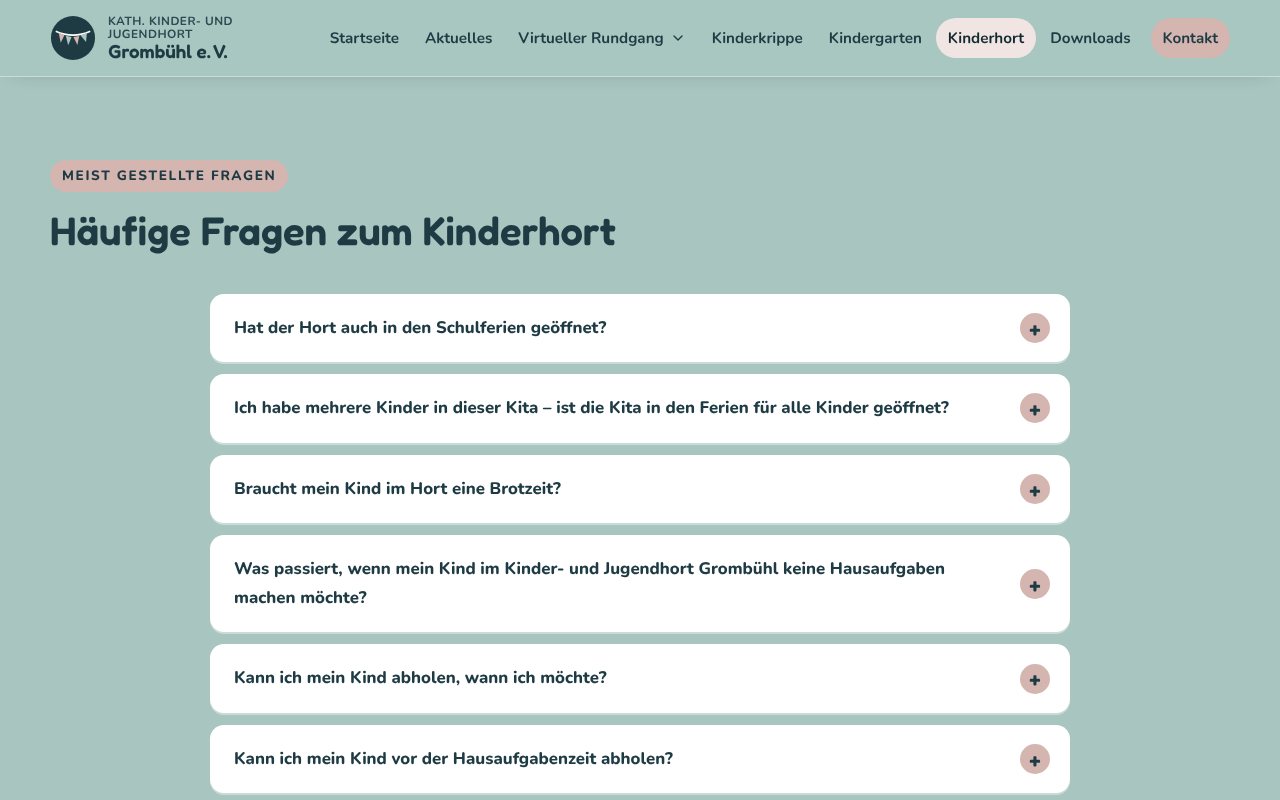 KATH. KINDER- UND
JUGENDHORT
Grombühl e. V.
Startseite
Aktuelles
Virtueller Rundgang
Kinderkrippe
Kindergarten
Kinderhort
Downloads
Kontakt
MEIST GESTELLTE FRAGEN
Häufige Fragen zum Kinderhort
Hat der Hort auch in den Schulferien geöffnet?
+
Ich habe mehrere Kinder in dieser Kita – ist die Kita in den Ferien für alle Kinder geöffnet?
+
Braucht mein Kind im Hort eine Brotzeit?
+
Was passiert, wenn mein Kind im Kinder- und Jugendhort Grombühl keine Hausaufgaben
machen möchte?
+
Kann ich mein Kind abholen, wann ich möchte?
+
Kann ich mein Kind vor der Hausaufgabenzeit abholen?
+